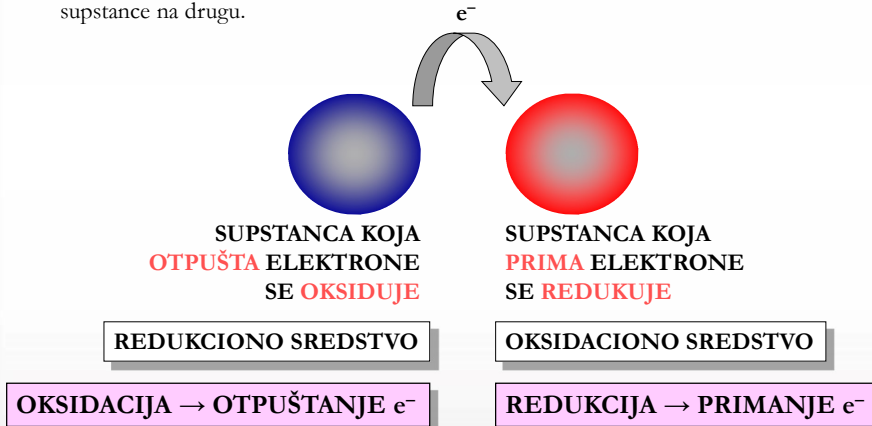 supstance na drugu.
e⁻
SUPSTANCA KOJA
OTPUŠTA ELEKTRONE
SE OKSIDUJE
SUPSTANCA KOJA
PRIMA ELEKTRONE
SE REDUKUJE
REDUKCIONO SREDSTVO
OKSIDACIONO SREDSTVO
OKSIDACIJA → OTPUŠTANJE e⁻
REDUKCIJA → PRIMANJE e⁻